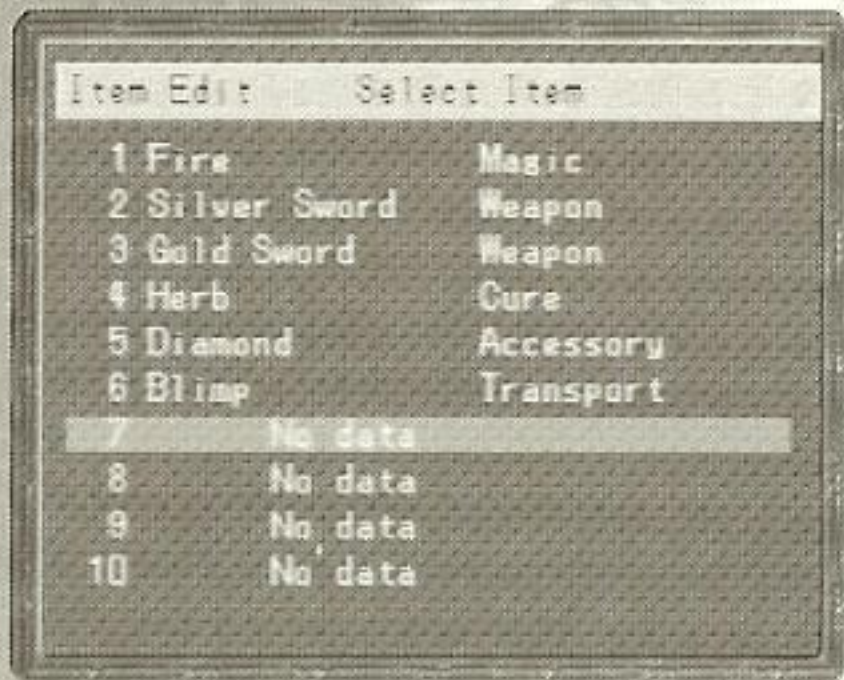 Item Edit Select Item
1 Fire Magic
2 Silver Sword Weapon
3 Gold Sword Weapon
4 Herb Cure
5 Diamond Accessory
6 Blimp Transport
7 No data
8 No data
9 No data
10 No data